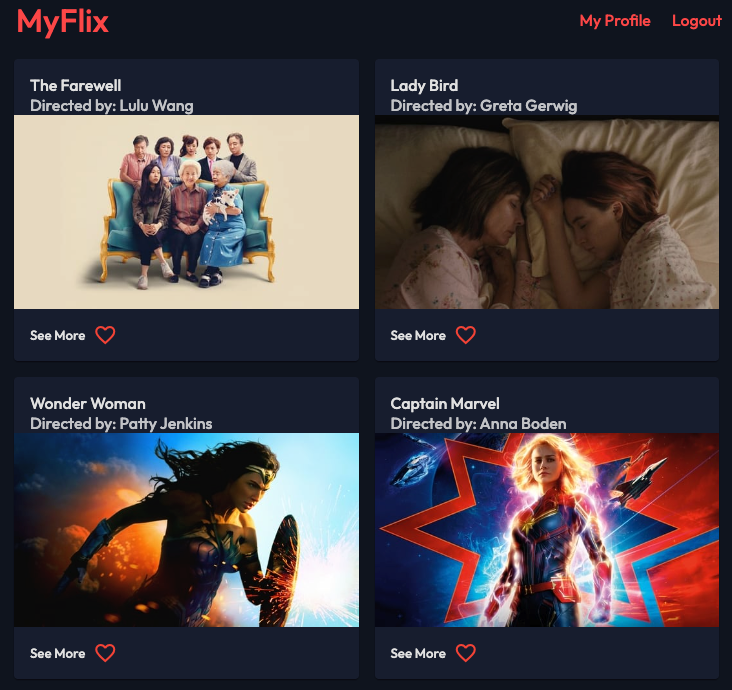 MyFlix
My Profile
Logout
The Farewell
Directed by: Lulu Wang
Lady Bird
Directed by: Greta Gerwig
See More
See More
Wonder Woman
Directed by: Patty Jenkins
Captain Marvel
Directed by: Anna Boden
See More
See More